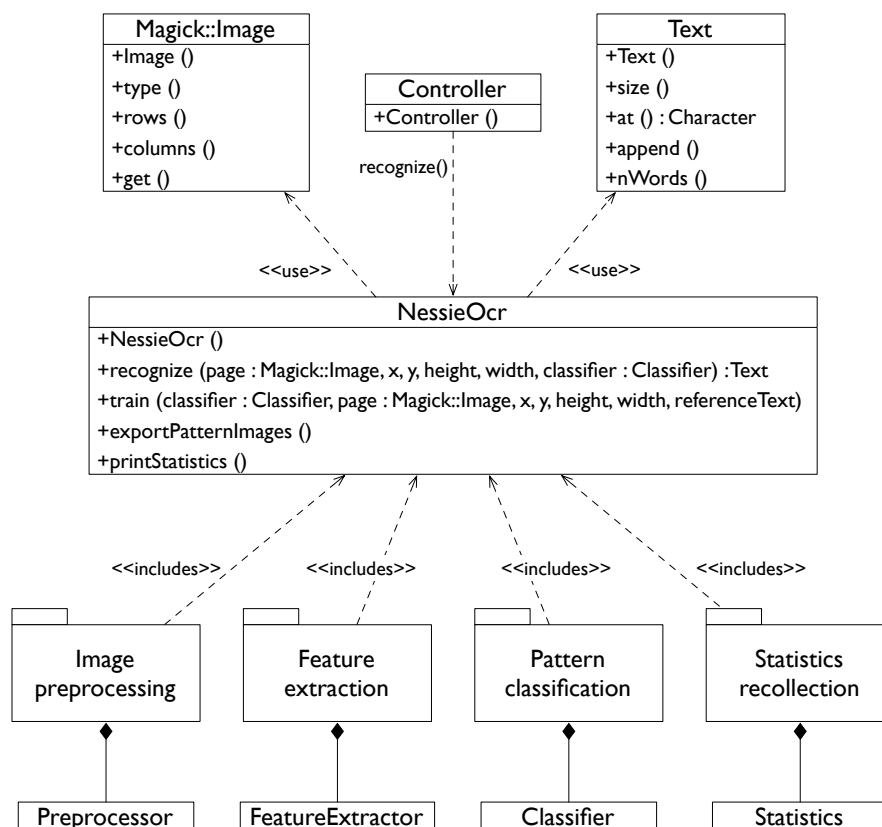 Magick::Image
+Image ()
+type ()
+rows ()
+columns ()
+get ()
Controller
+Controller ()
Text
+Text ()
+size ()
+at () : Character
+append ()
+nWords ()
recognize()
<<use>>
<<use>>
NessieOcr
+NessieOcr ()
+recognize (page : Magick::Image, x, y, height, width, classifier : Classifier) :Text
+train (classifier : Classifier, page : Magick::Image, x, y, height, width, referenceText)
+exportPatternImages ()
+printStatistics ()
<<includes>>
<<includes>>
<<includes>>
<<includes>>
Image
preprocessing
Feature
extraction
Pattern
classification
Statistics
recollection
Preprocessor
FeatureExtractor
Classifier
Statistics